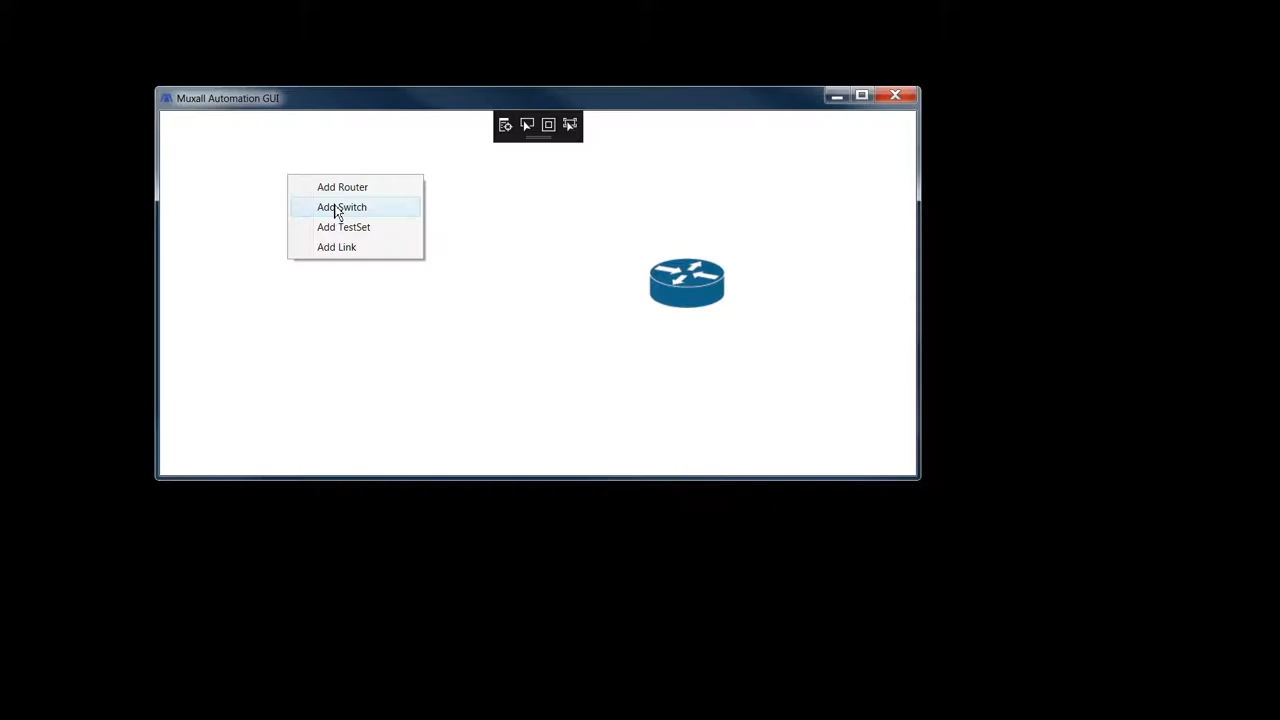 Muxall Automation GUI
Add Router
Add Switch
Add TestSet
Add Link